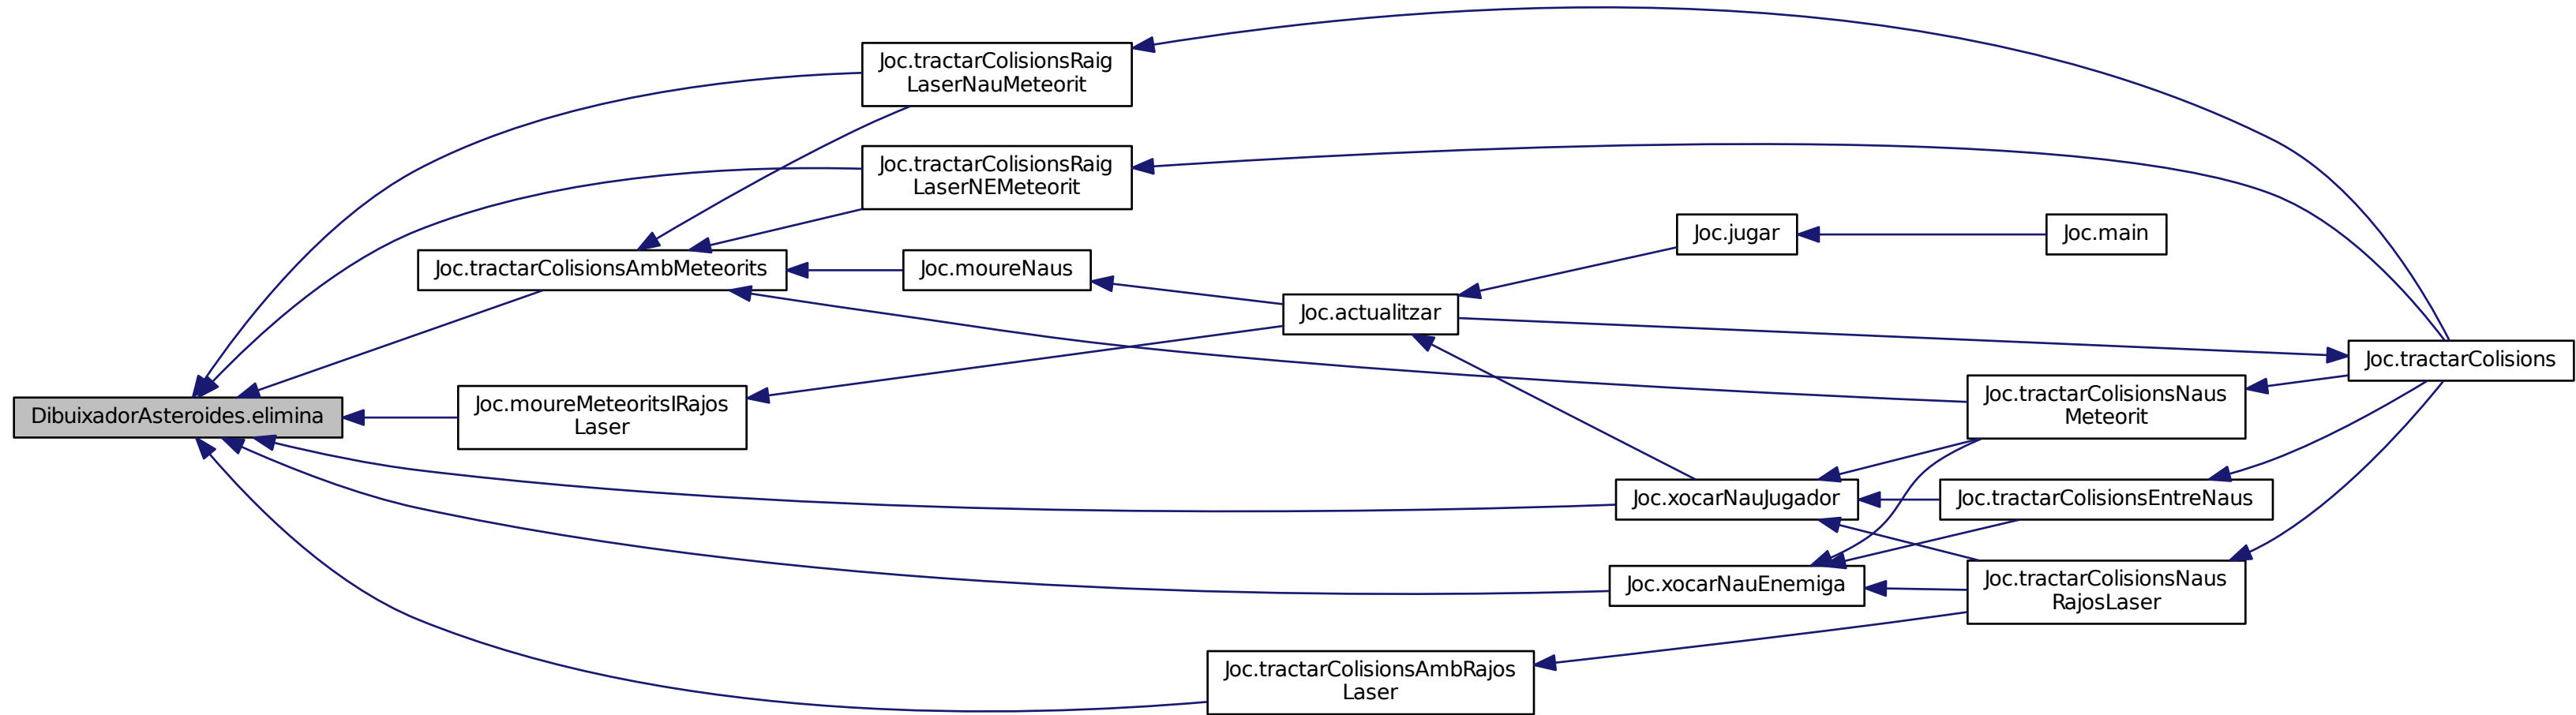 Joc.tractarColisionsRaig
LaserNauMeteorit
Joc.tractarColisionsRaig
LaserNEMeteorit
Joc.jugar
Joc.main
Joc.tractarColisionsAmbMeteorits
Joc.moureNaus
Joc.actualitzar
Joc.tractarColisions
DibuixadorAsteroides.elimina
Joc.moureMeteoritsIRajos
Laser
Joc.tractarColisionsNaus
Meteorit
Joc.xocarNauJugador
Joc.tractarColisionsEntreNaus
Joc.xocarNauEnemiga
Joc.tractarColisionsNaus
RajosLaser
Joc.tractarColisionsAmbRajos
Laser